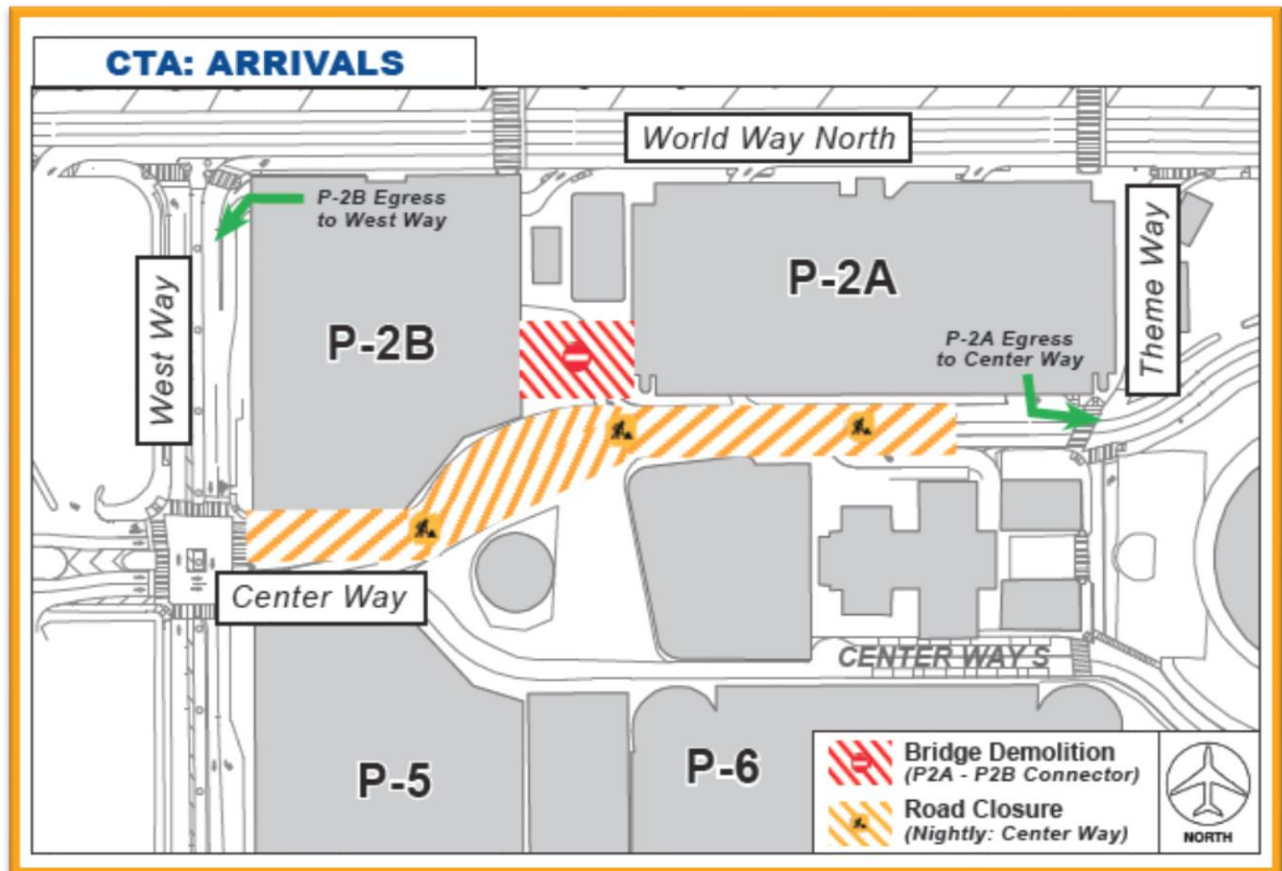 CTA: ARRIVALS
World Way North
P-2B Egress
to West Way
P-2A
Theme Way
West Way
P-2B
P-2A Egress
to Center Way
Center Way
CENTER WAY S
P-5
P-6
Bridge Demolition
(P2A - P2B Connector)
Road Closure
(Nightly: Center Way)
NORTH